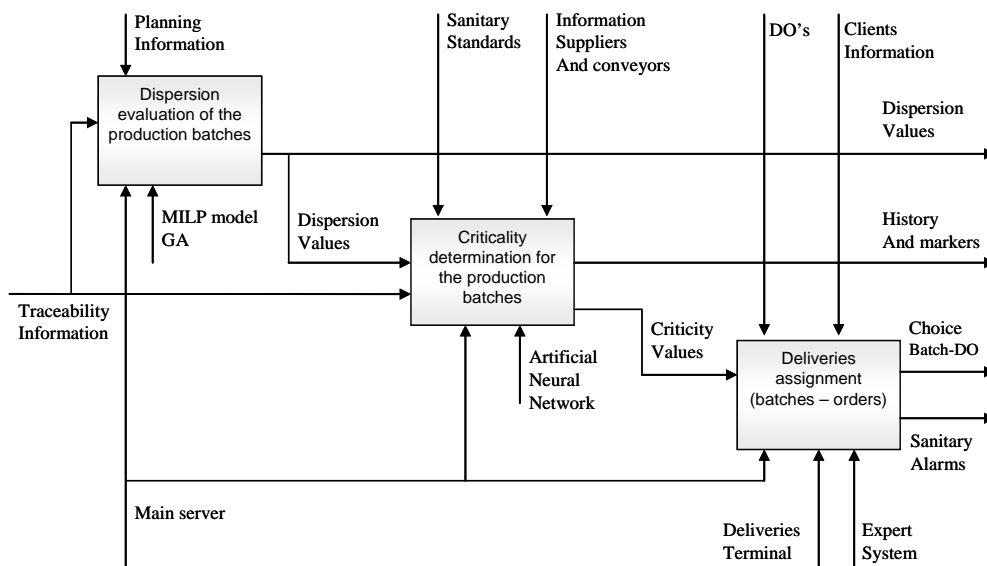 Planning
Information
Sanitary
Standards
Information
Suppliers
And conveyors
DO's
Clients
Information
Dispersion
evaluation of the
production batches
Dispersion
Values
MILP model
GA
Dispersion
Values
Criticality
determination for
the production
batches
History
And markers
Traceability
Information
Artificial
Neural
Network
Criticity
Values
Deliveries
assignment
(batches – orders)
Choice
Batch-DO
Sanitary
Alarms
Main server
Deliveries
Terminal
Expert
System